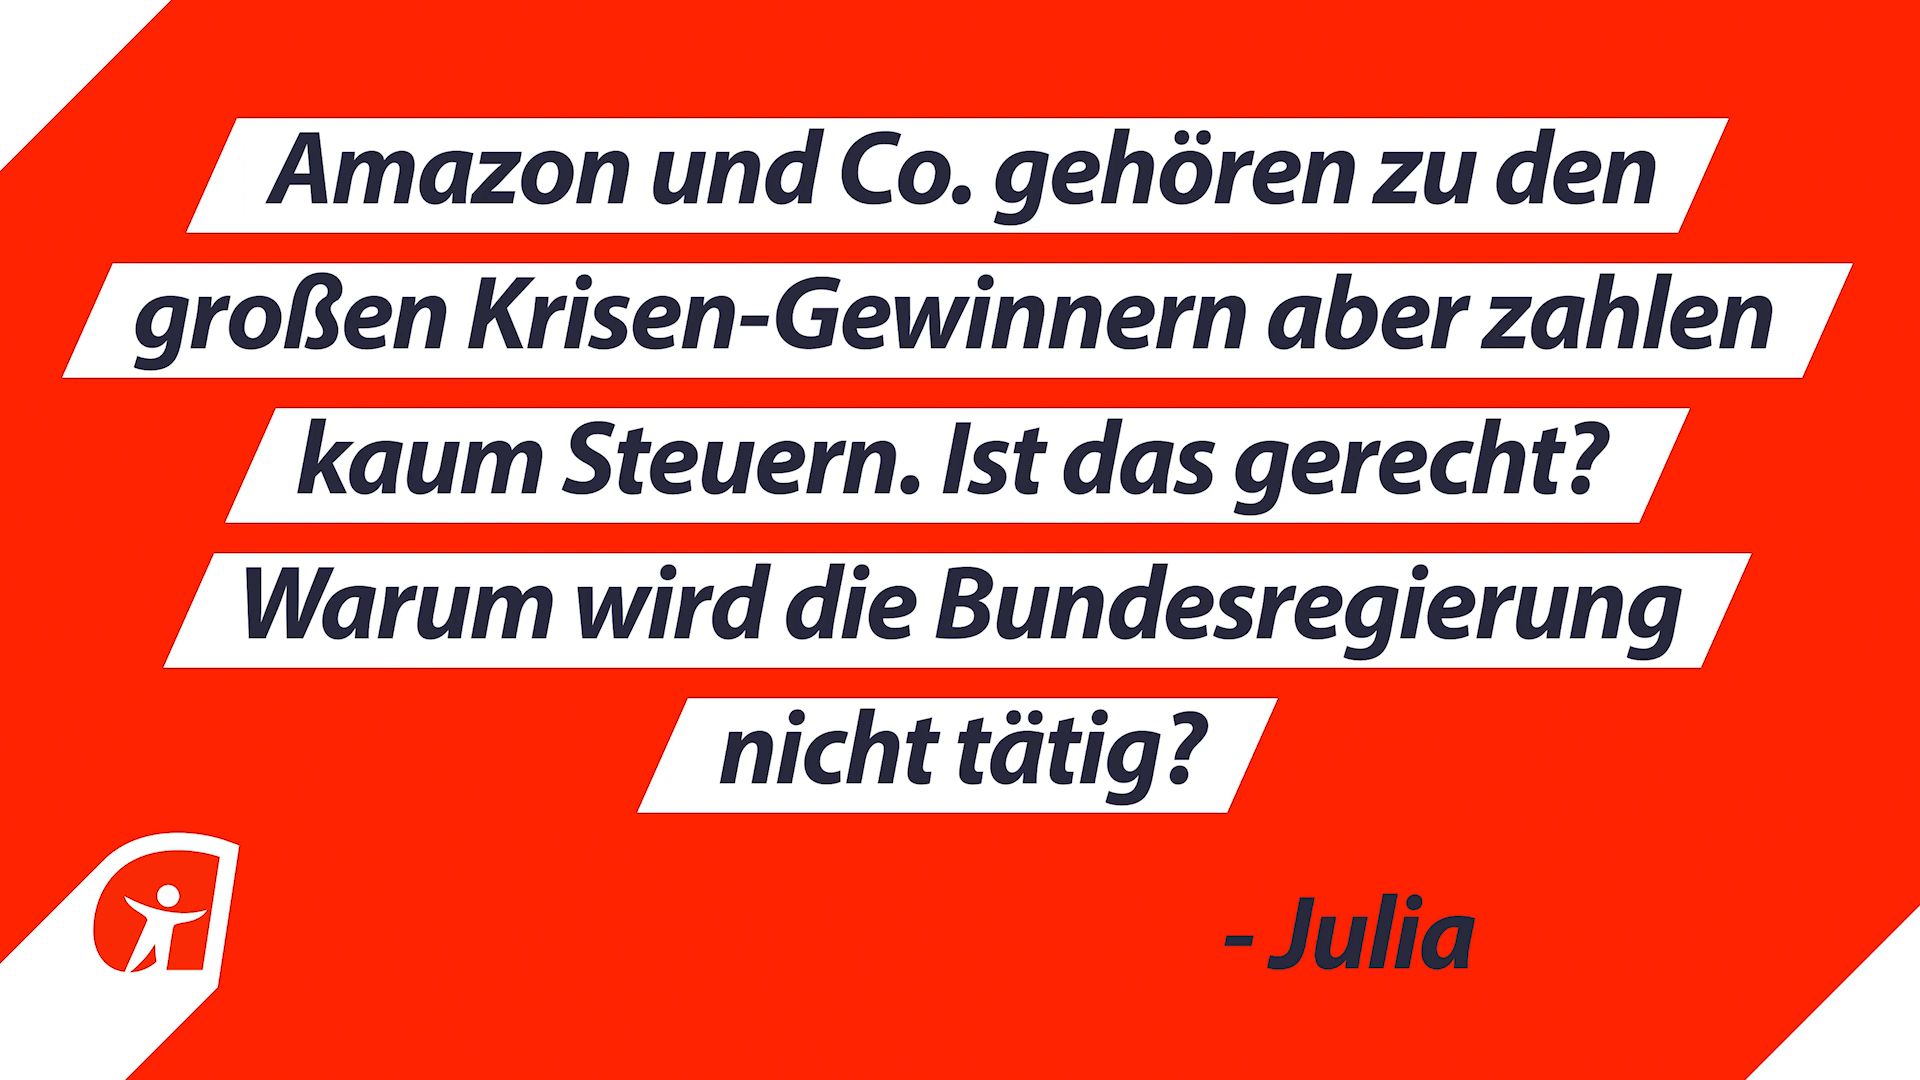 Amazon und Co. gehören zu den
großen Krisen-Gewinnern aber zahlen
kaum Steuern. Ist das gerecht?
Warum wird die Bundesregierung
nicht tätig?
- Julia